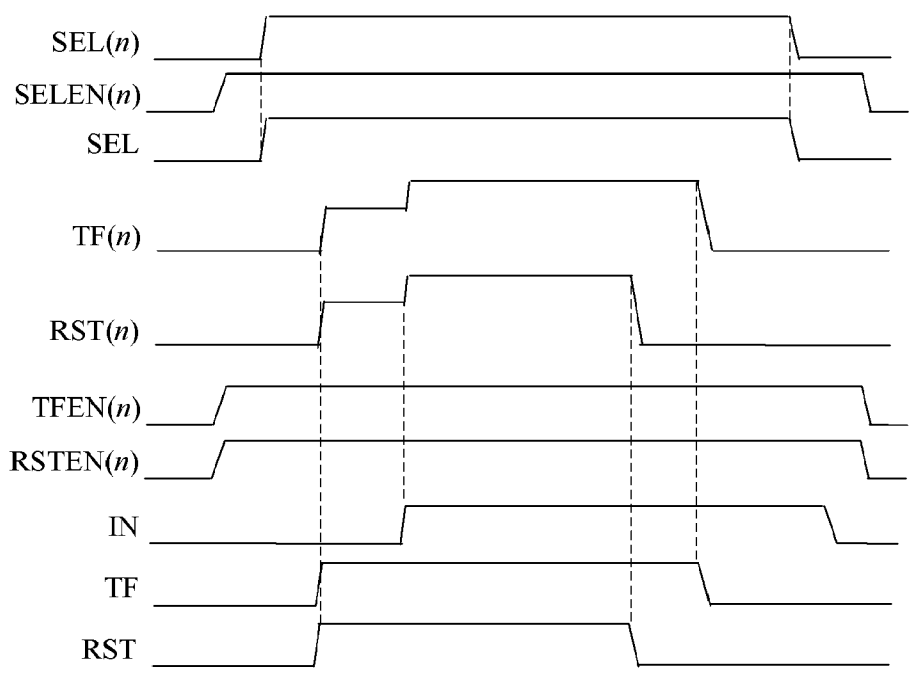 SEL(n)
SELEN(n)
SEL
TF(n)
RST(n)
TFEN(n)
RSTEN(n)
IN
TF
RST